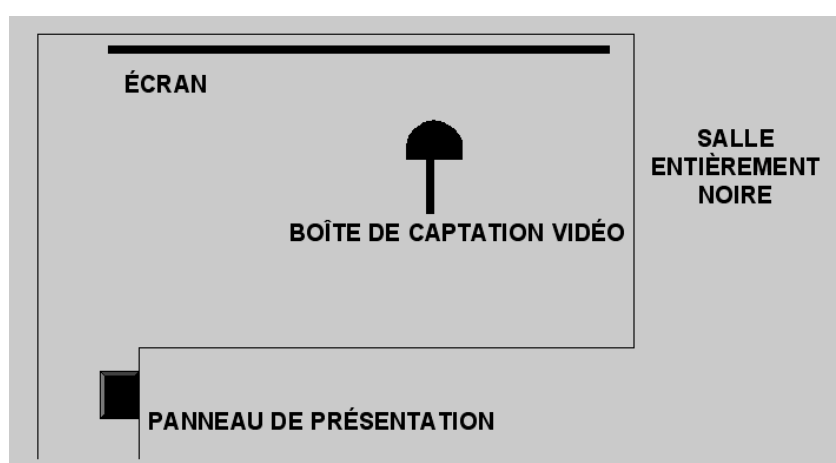 ÉCRAN
SALLE
ENTIÈREMENT
NOIRE
BOÎTE DE CAPTATION VIDÉO
PANNEAU DE PRÉSENTATION